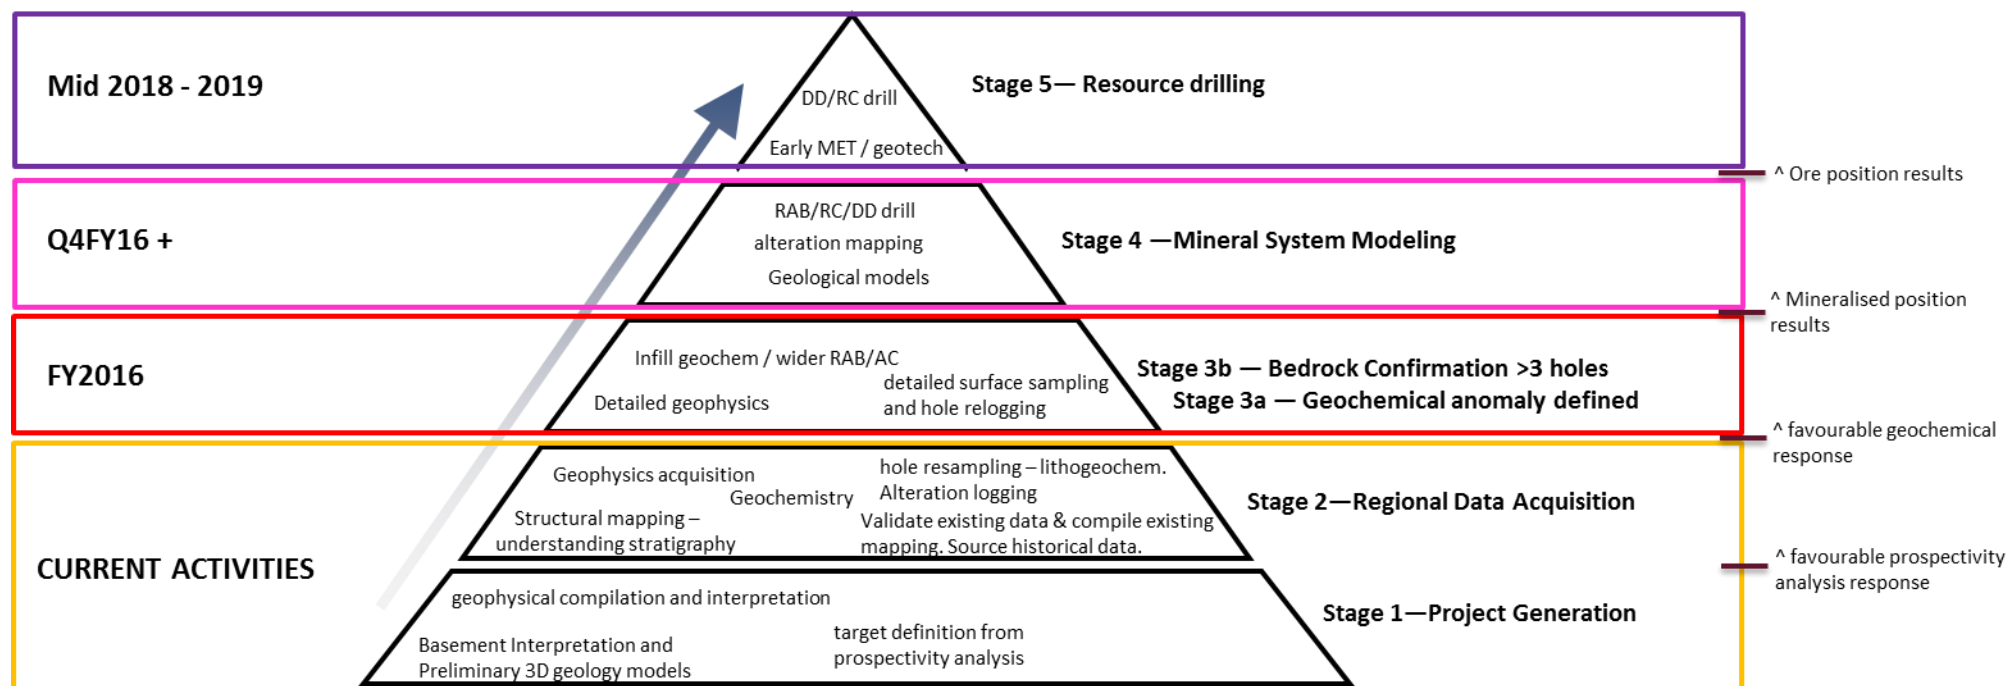 Mid 2018 - 2019
DD/RC drill
Early MET / geotech
Stage 5— Resource drilling
^ Ore position results
Q4FY16 +
RAB/RC/DD drill
alteration mapping
Geological models
Stage 4 —Mineral System Modeling
^ Mineralised position
results
FY2016
Infill geochem / wider RAB/AC
detailed surface sampling
and hole relogging
Detailed geophysics
Stage 3b — Bedrock Confirmation >3 holes
Stage 3a — Geochemical anomaly defined
^ favourable geochemical
response
CURRENT ACTIVITIES
Geophysics acquisition
Geochemistry
hole resampling – lithogeochem.
Alteration logging
Structural mapping –
understanding stratigraphy
Validate existing data & compile existing
mapping. Source historical data.
Stage 2—Regional Data Acquisition
^ favourable prospectivity
analysis response
geophysical compilation and interpretation
Basement Interpretation and
Preliminary 3D geology models
target definition from
prospectivity analysis
Stage 1—Project Generation